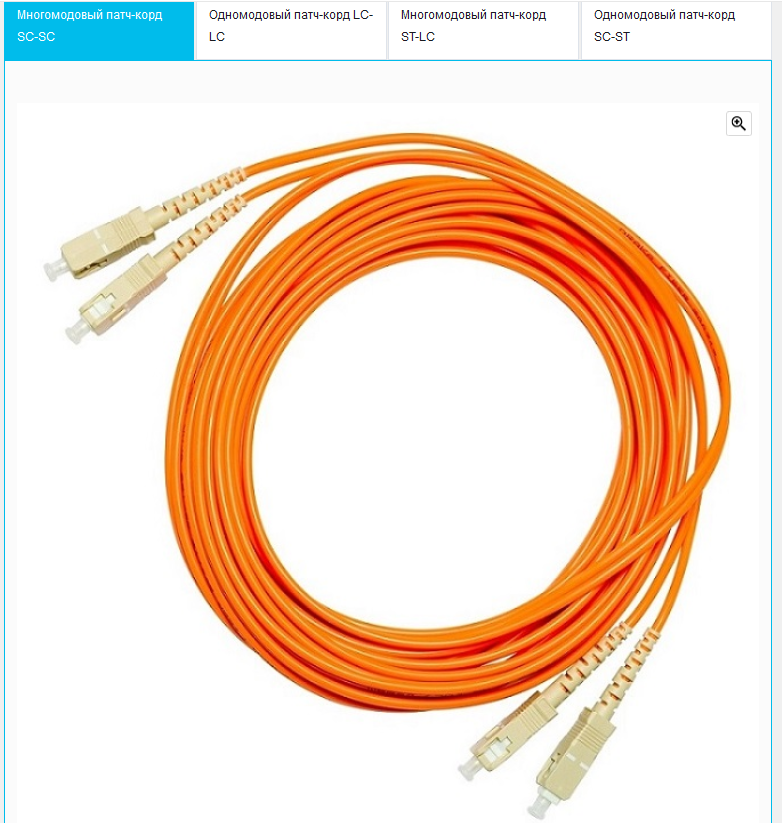 Многомодовый патч-корд
SC-SC
Одномодовый патч-корд LC-
LC
Многомодовый патч-корд
ST-LC
Одномодовый патч-корд
SC-ST